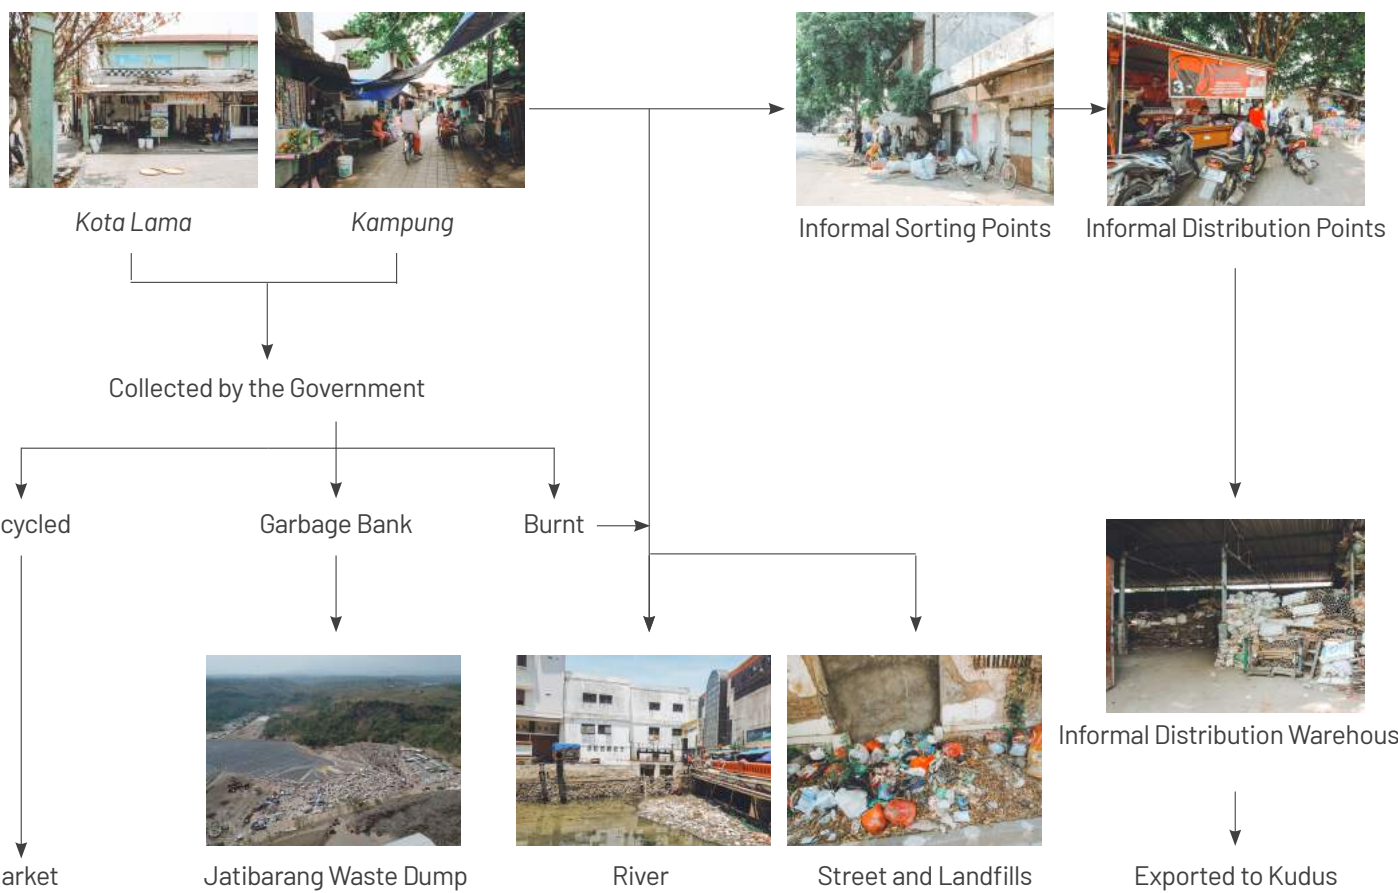 Kota Lama
Kampung
Informal Sorting Points
Informal Distribution Points
Collected by the Government
cycled
Garbage Bank
Burnt
Informal Distribution Warehous
arket
Jatibarang Waste Dump
River
Street and Landfills
Exported to Kudus